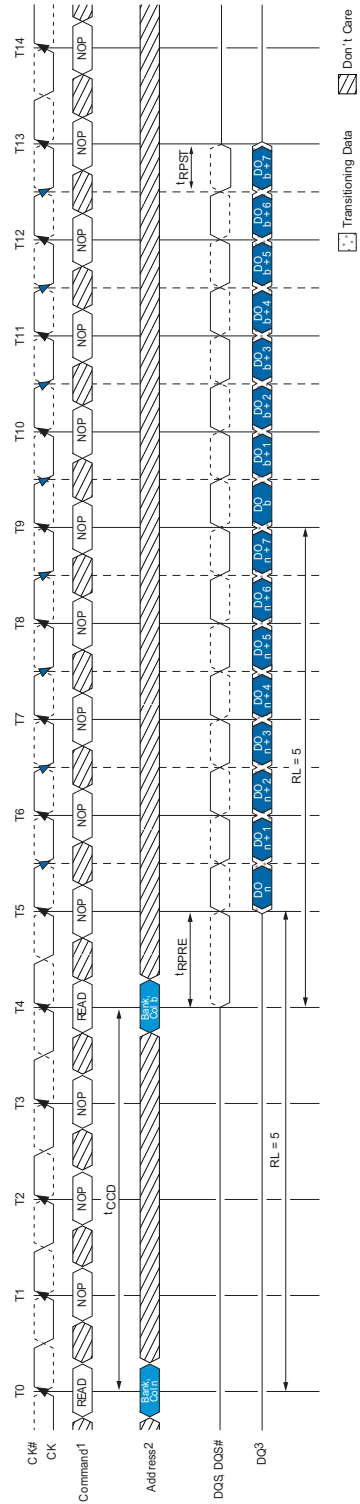 T0 T1 T2 T3 T4 T5 T6 T7 T8 T9 T10 T11 T12 T13 T14
CK#
CK
Command1 READ NOP NOP NOP READ NOP NOP NOP NOP NOP NOP NOP NOP NOP NOP
tCCD
Address2 Bank, Col n Bank, Col b
tRPRE tRPST
DQS, DQS#
DQ3 DO n DO n + 1 DO n + 2 DO n + 3 DO n + 4 DO n + 5 DO n + 6 DO n + 7 DO b DO b + 1 DO b + 2 DO b + 3 DO b + 4 DO b + 5 DO b + 6 DO b + 7
RL = 5
RL = 5
Transitioning Data Don't Care